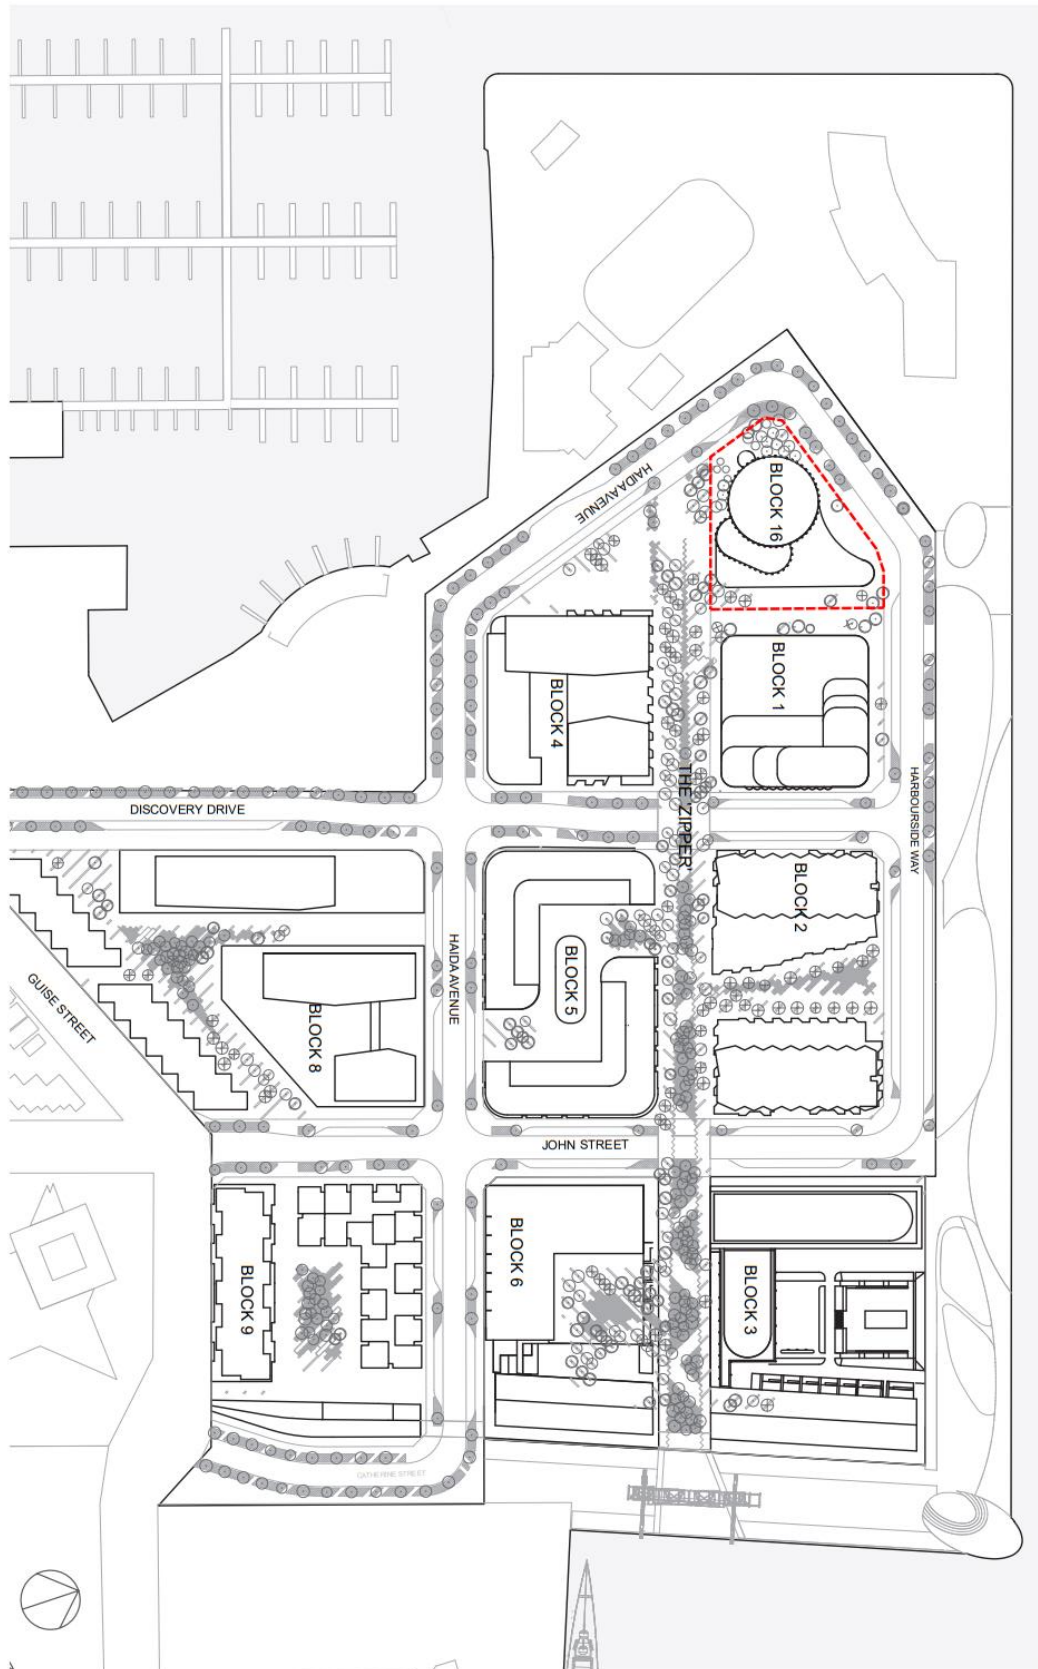 HAIDA AVENUE
BLOCK 16
BLOCK 1
BLOCK 4
THE 'ZIPPER'
HARBOURSIDE WAY
DISCOVERY DRIVE
BLOCK 2
HAIDA AVENUE
BLOCK 5
GUISE STREET
BLOCK 8
JOHN STREET
BLOCK 6
BLOCK 3
BLOCK 9
CATHERINE STREET